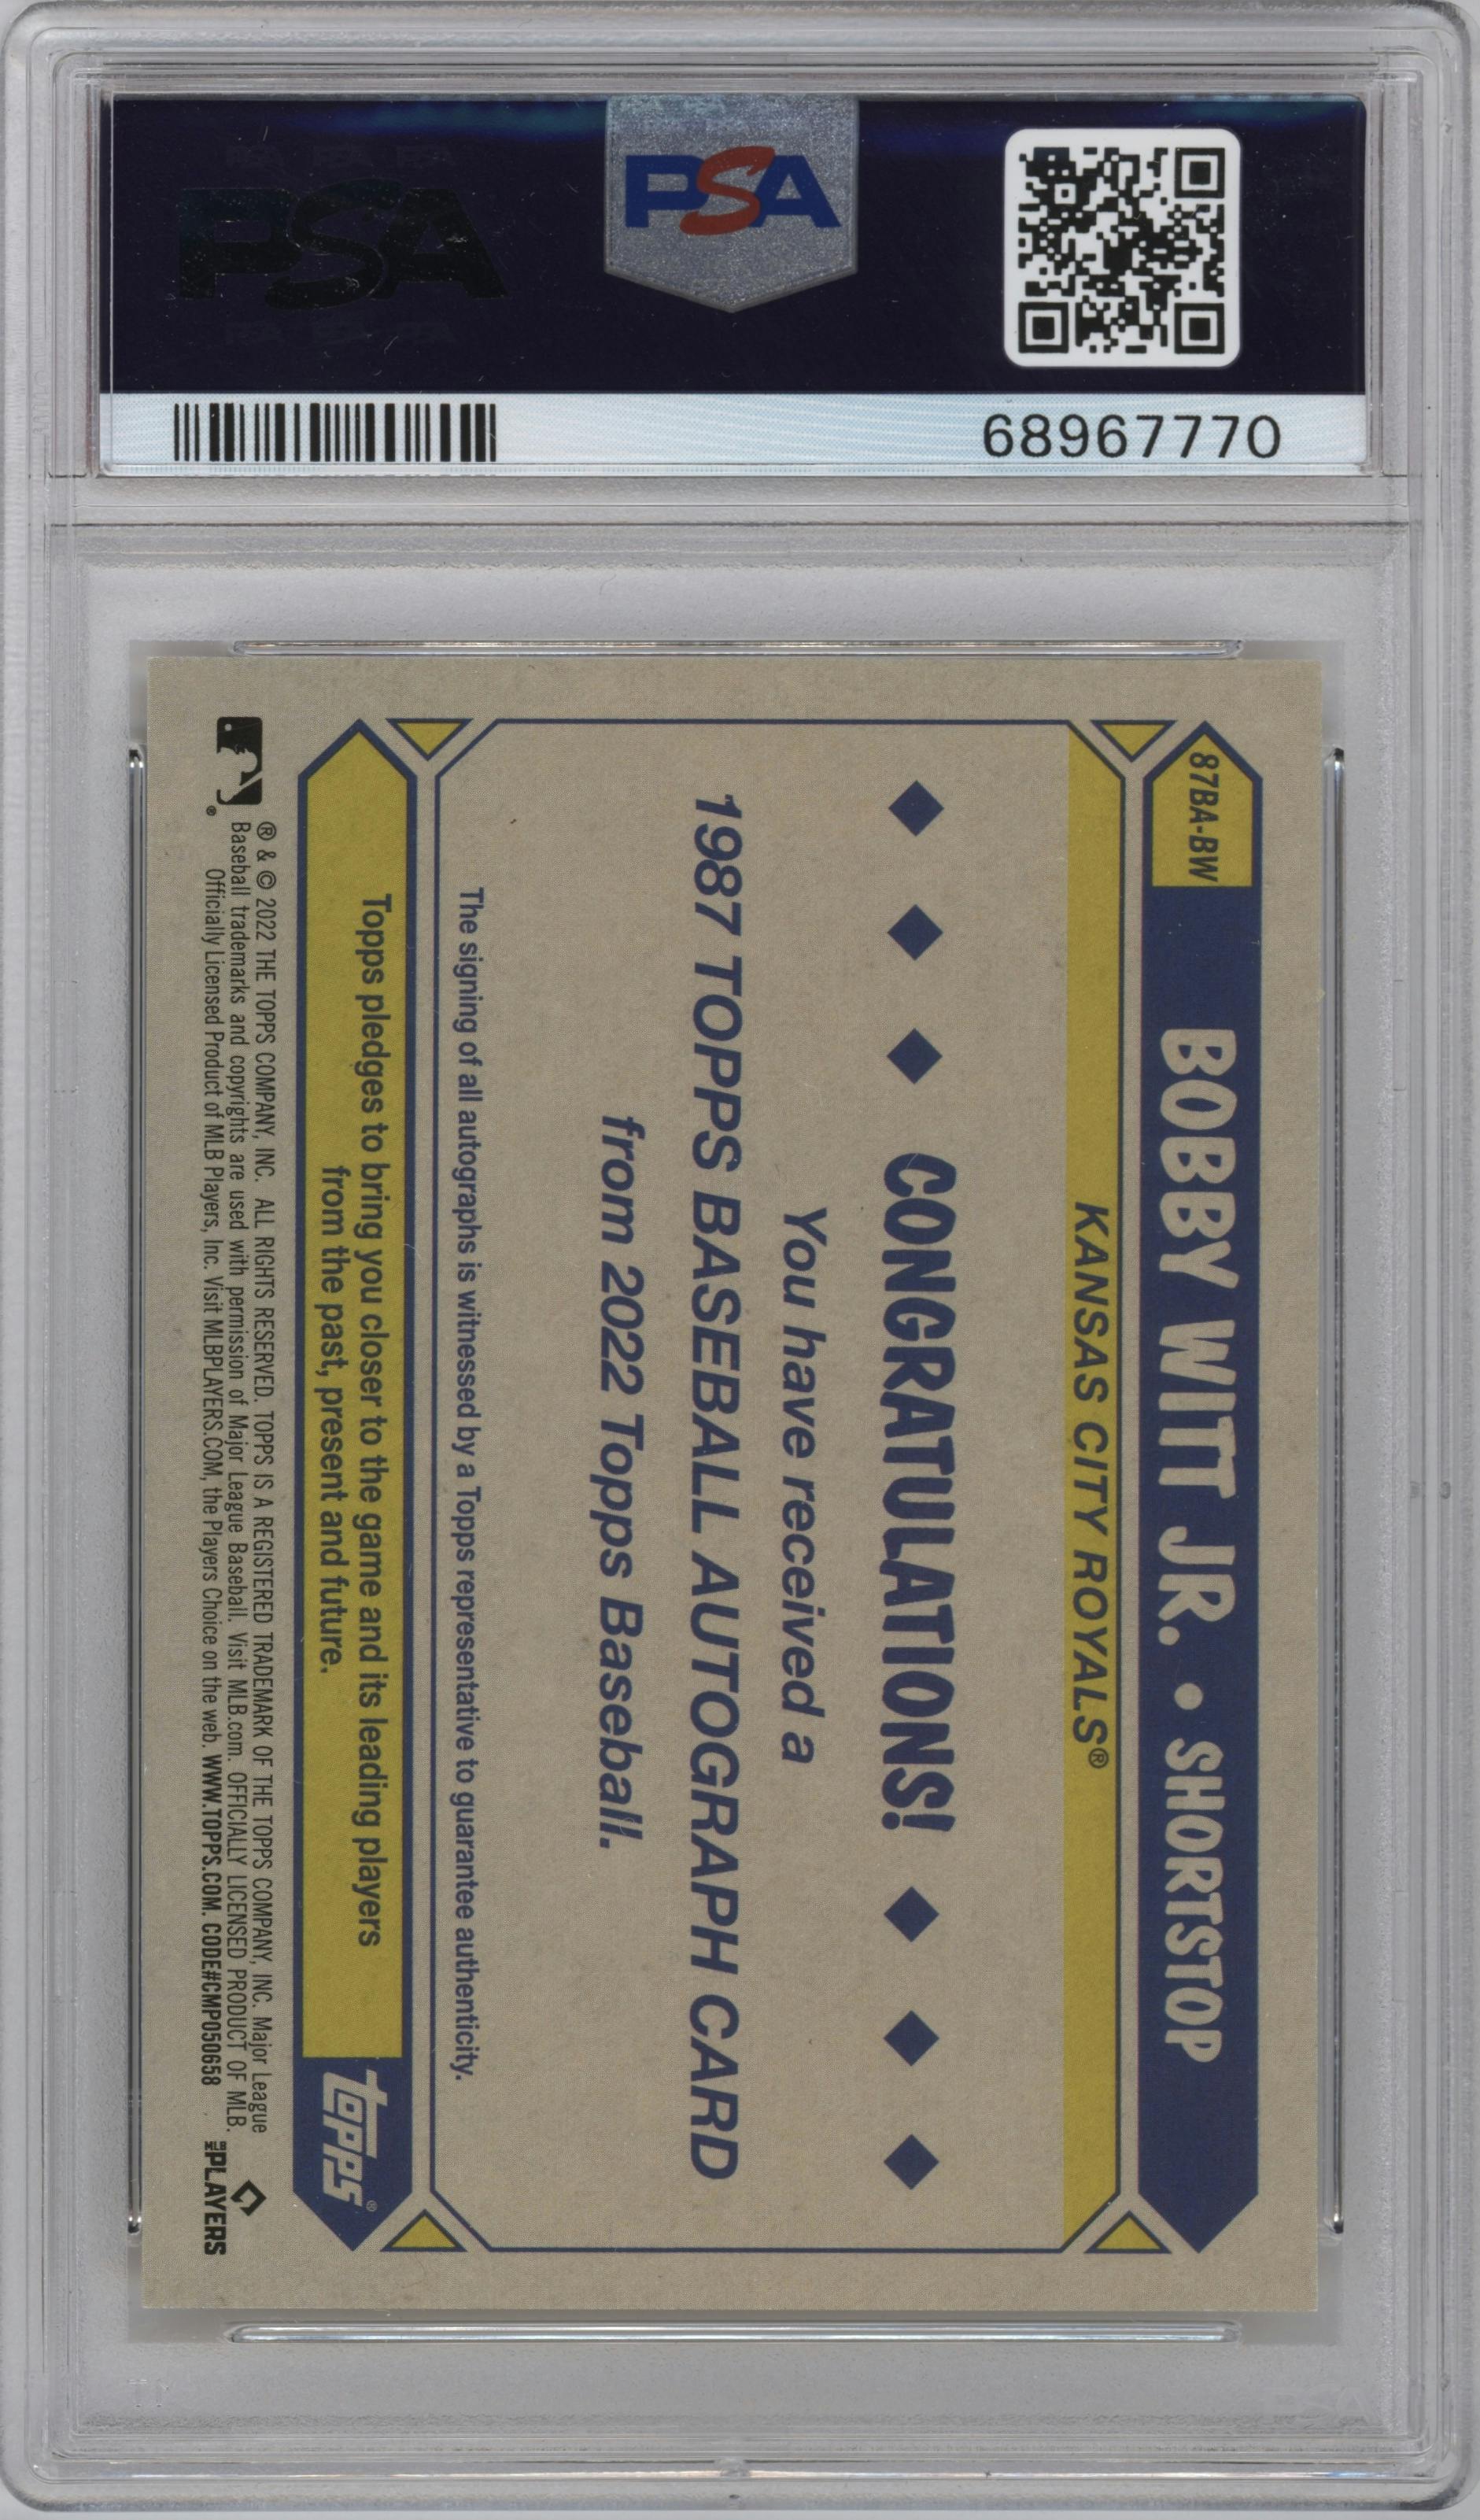 PSA
PSA
68967770
87BA-BW
BOBBY WITT JR. • SHORTSTOP
KANSAS CITY ROYALS®
CONGRATULATIONS!
You have received a
1987 TOPPS BASEBALL AUTOGRAPH CARD
from 2022 Topps Baseball.
The signing of all autographs is witnessed by a Topps representative to guarantee authenticity.
Topps pledges to bring you closer to the game and its leading players
from the past, present and future.
topps®
® & © 2022 THE TOPPS COMPANY, INC. ALL RIGHTS RESERVED. TOPPS IS A REGISTERED TRADEMARK OF THE TOPPS COMPANY, INC. Major League
Baseball trademarks and copyrights are used with permission of Major League Baseball. Visit MLB.com. OFFICIALLY LICENSED PRODUCT OF MLB.
Officially Licensed Product of MLB Players, Inc. Visit MLBPLAYERS.COM, the Players Choice on the web. WWW.TOPPS.COM. CODE#CMP050658
®
MLB PLAYERS